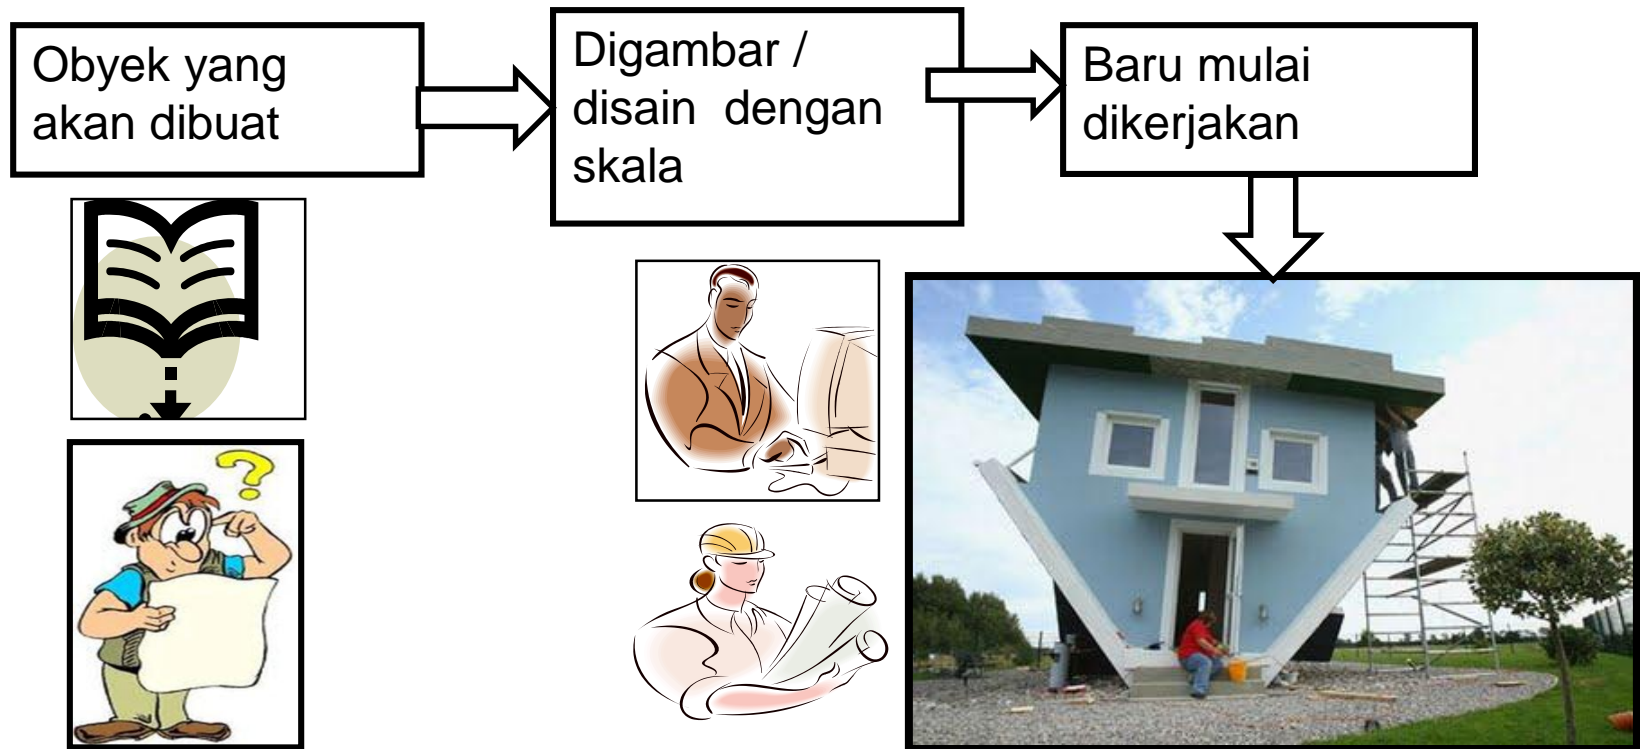 Obyek yang
akan dibuat
Digambar /
disain  dengan
skala
Baru mulai
dikerjakan
?